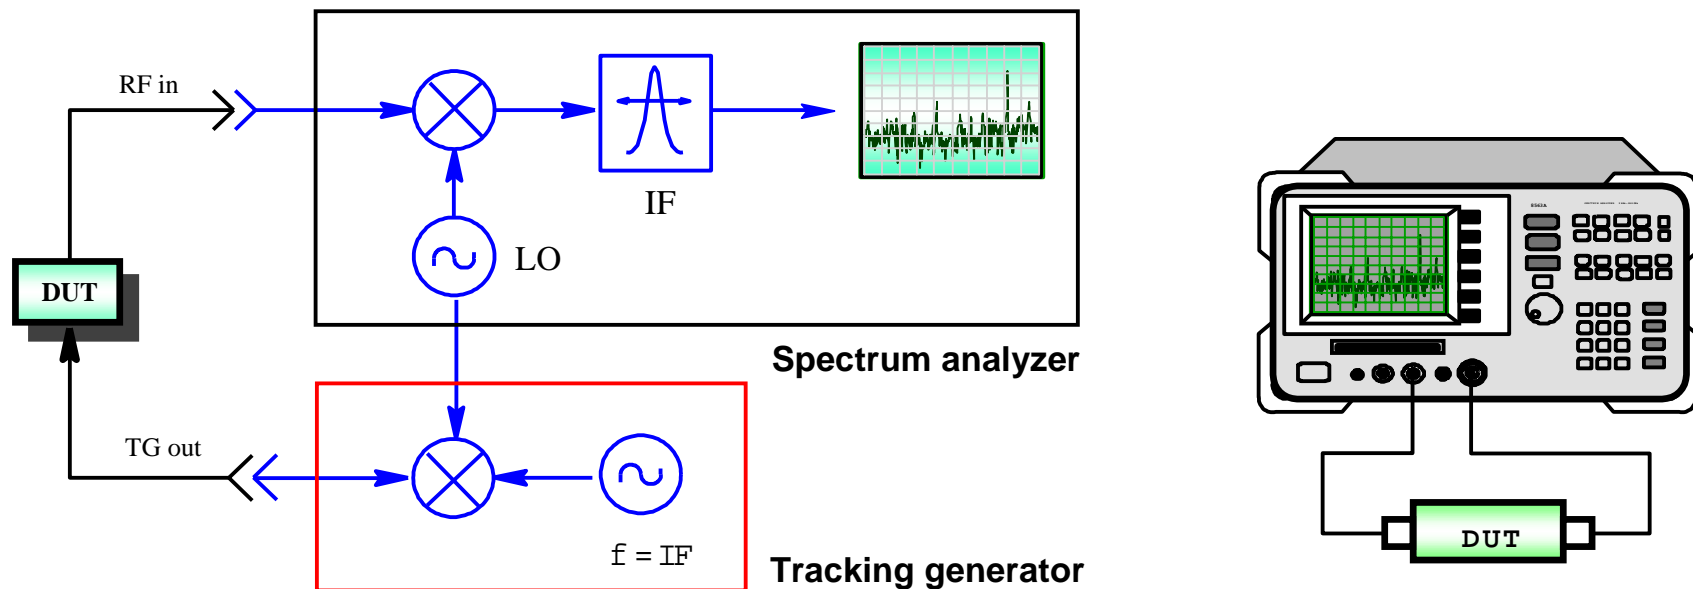 RF in
IF
LO
DUT
Spectrum analyzer
TG out
f = IF
Tracking generator
DUT